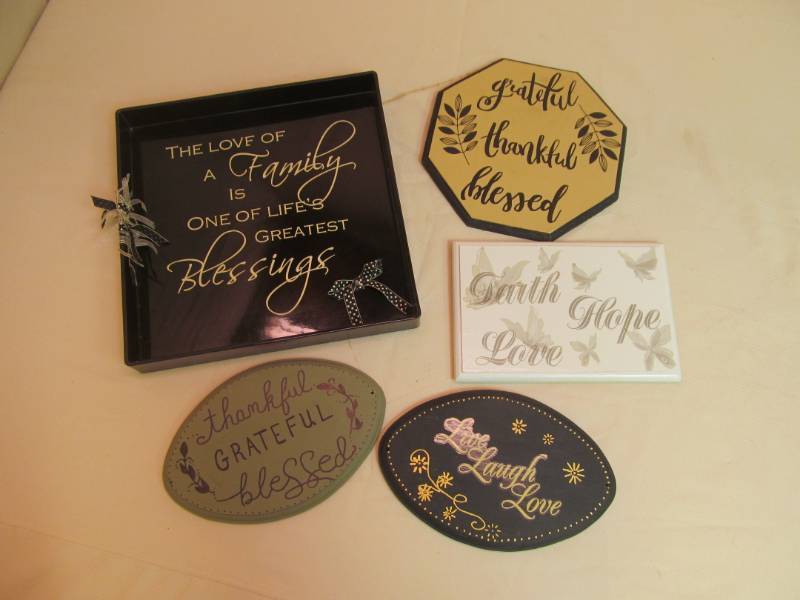 THE LOVE OF
A Family
IS
ONE OF LIFE'S
GREATEST
Blessings
grateful
thankful
blessed
Faith
Hope
Love
thankful
GRATEFUL
blessed
Live
Laugh
Love